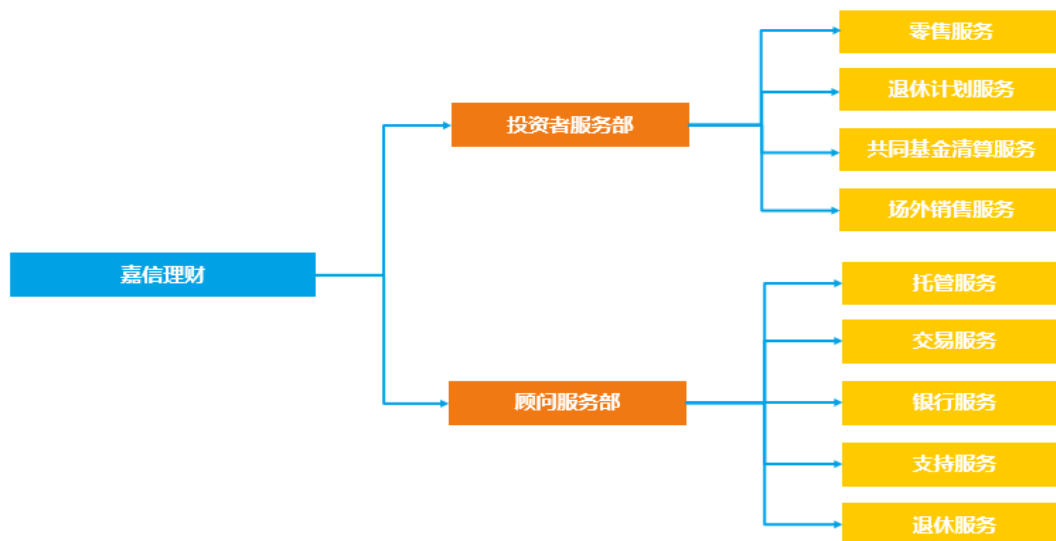 零售服务
退休计划服务
投资者服务部
共同基金清算服务
场外销售服务
嘉信理财
托管服务
交易服务
顾问服务部
银行服务
支持服务
退休服务